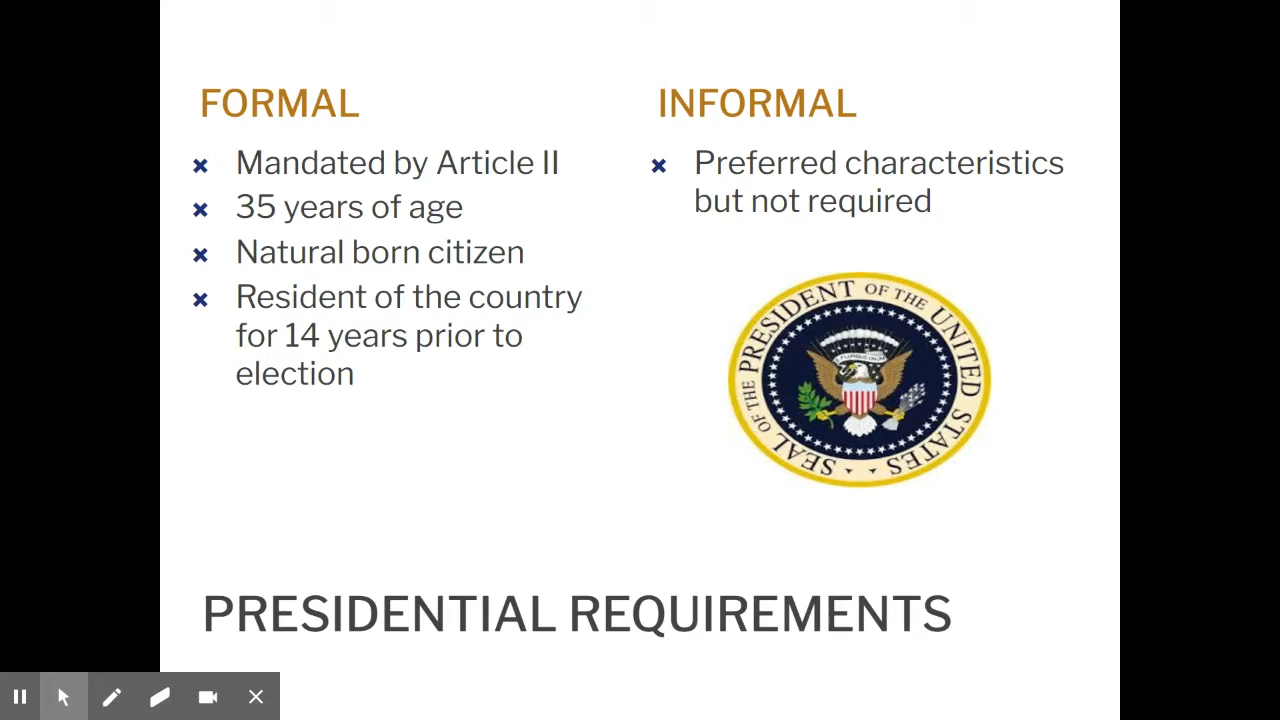 FORMAL
Mandated by Article II
35 years of age
Natural born citizen
Resident of the country
for 14 years prior to
election
INFORMAL
Preferred characteristics
but not required
SEAL OF THE PRESIDENT OF THE UNITED STATES
E PLURIBUS UNUM
PRESIDENTIAL REQUIREMENTS